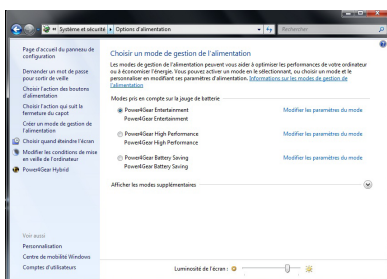 Système et sécurité
Options d'alimentation
Rechercher
Page d'accueil du panneau de
configuration
Demander un mot de passe
pour sortir de veille
Choisir l'action des boutons
d'alimentation
Choisir l'action qui suit la
fermeture du capot
Créer un mode de gestion de
l'alimentation
Choisir quand éteindre l'écran
Modifier les conditions de mise
en veille de l'ordinateur
Power4Gear Hybrid
Voir aussi
Personnalisation
Centre de mobilité Windows
Comptes d'utilisateurs
Choisir un mode de gestion de l'alimentation
Les modes de gestion de l'alimentation peuvent vous aider à optimiser les performances de votre ordinateur
ou à économiser l'énergie. Vous pouvez activer un mode en le sélectionnant, ou choisir un mode et le
personnaliser en modifiant ses paramètres d'alimentation. Informations sur les modes de gestion de
l'alimentation
Modes pris en compte sur la jauge de batterie
Power4Gear Entertainment Modifier les paramètres du mode
Power4Gear Entertainment
Power4Gear High Performance Modifier les paramètres du mode
Power4Gear High Performance
Power4Gear Battery Saving Modifier les paramètres du mode
Power4Gear Battery Saving
Afficher les modes supplémentaires
Luminosité de l'écran :